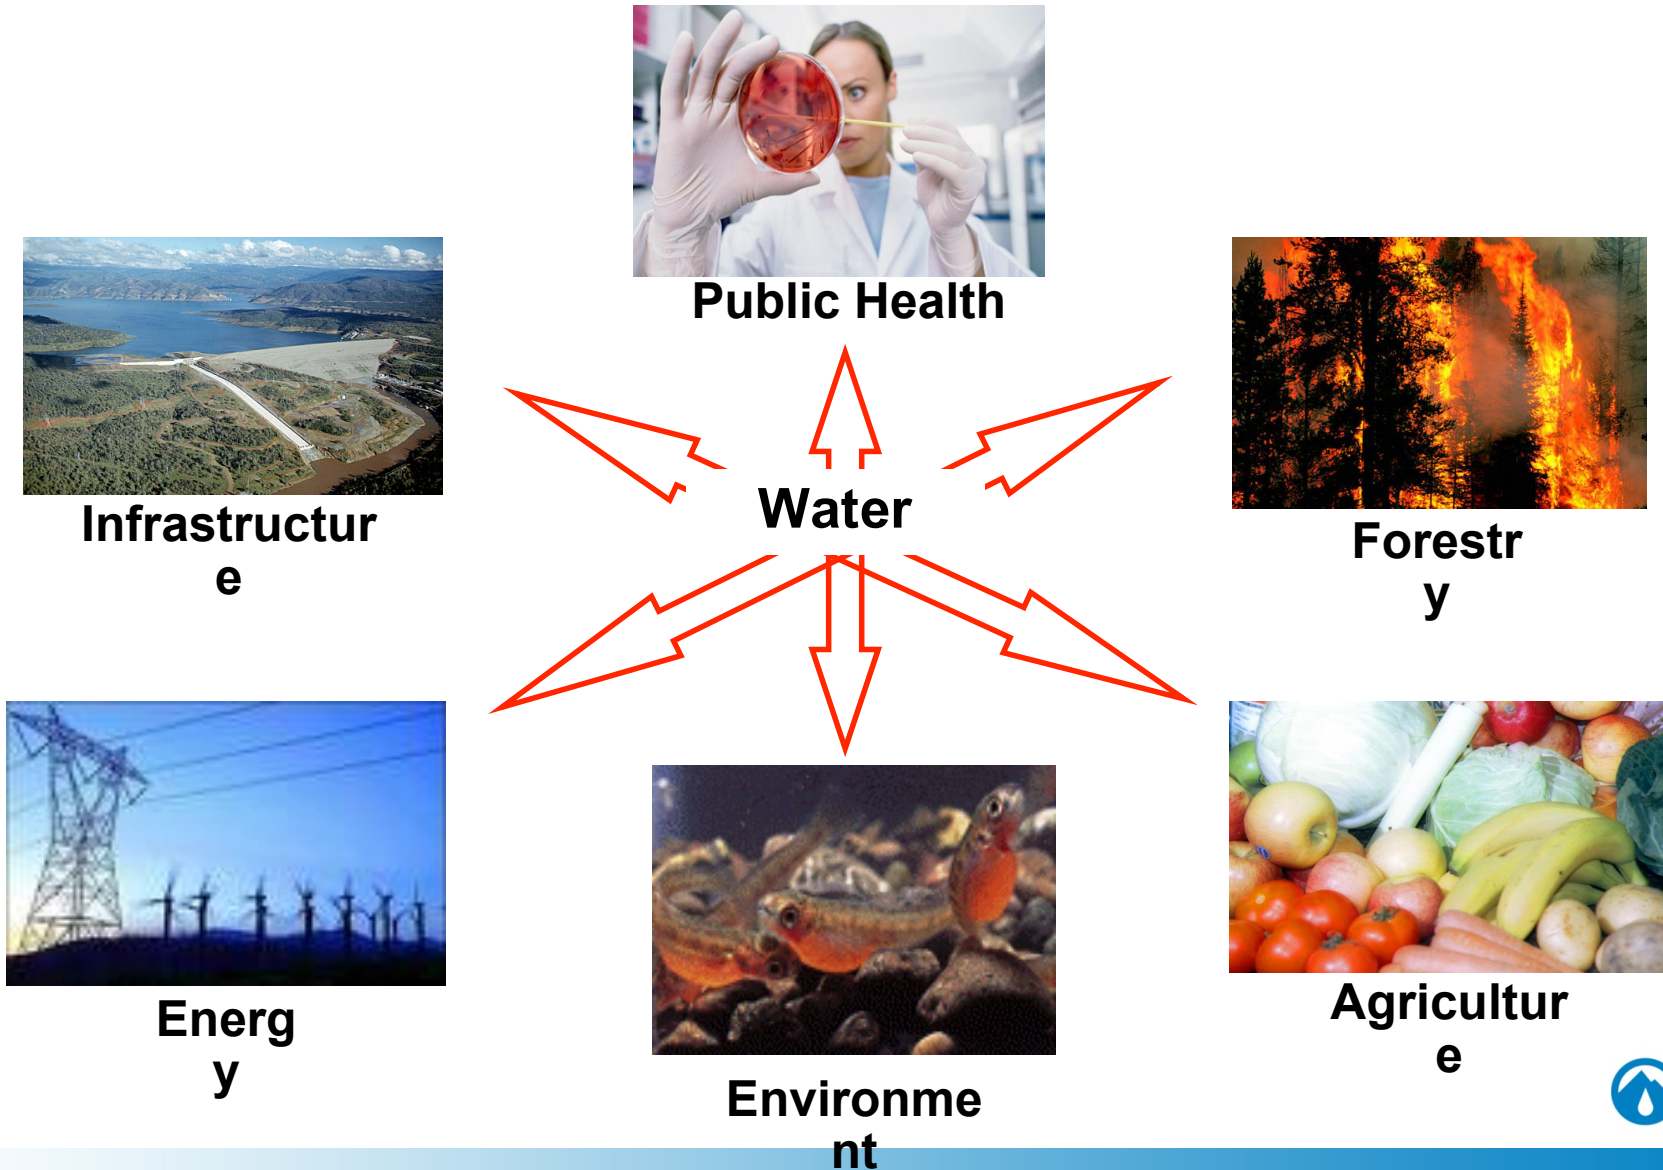 Public Health
Infrastructur
e
Water
Forestr
y
Energ
y
Environme
nt
Agricultur
e